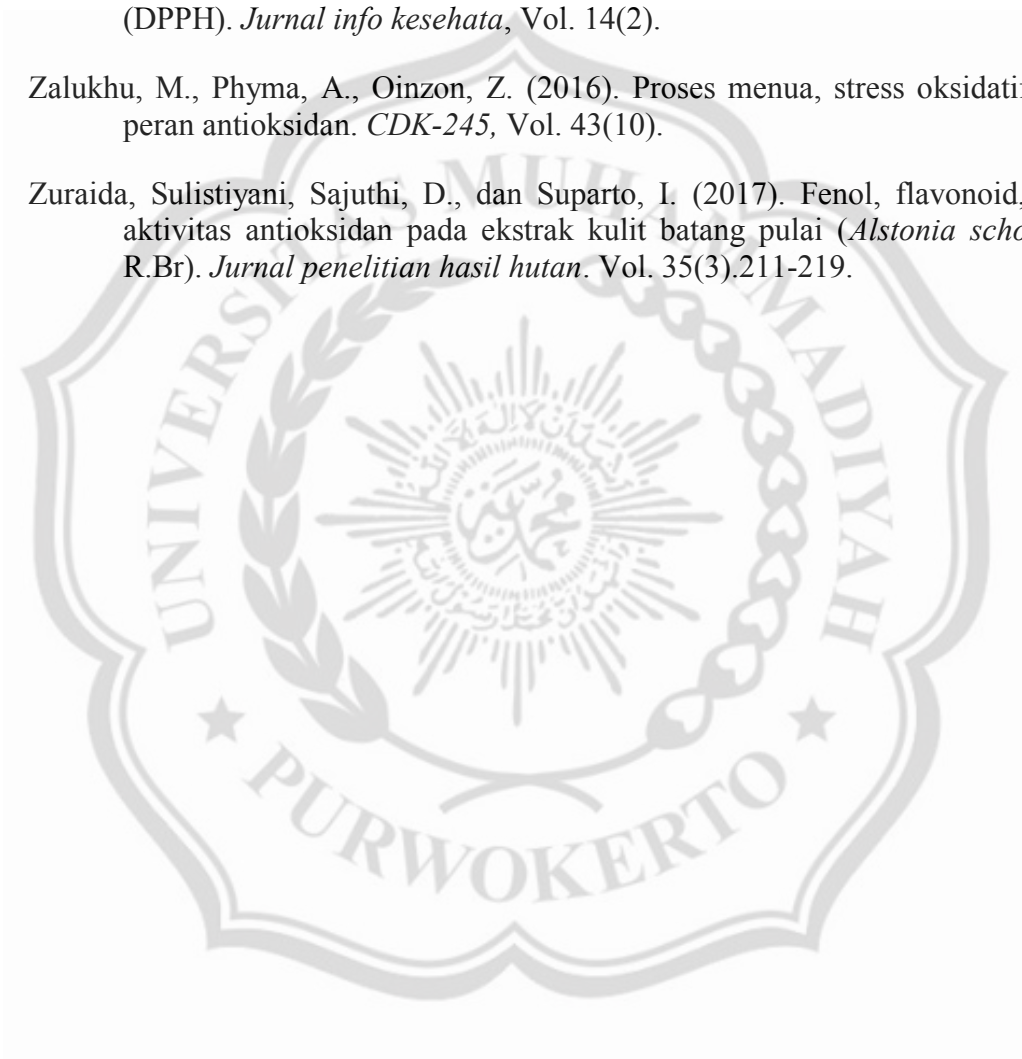 (DPPH). Jurnal info kesehata, Vol. 14(2).
Zalukhu, M., Phyma, A., Oinzon, Z. (2016). Proses menua, stress oksidatif
peran antioksidan. CDK-245, Vol. 43(10).
Zuraida, Sulistiyani, Sajuthi, D., dan Suparto, I. (2017). Fenol, flavonoid,
aktivitas antioksidan pada ekstrak kulit batang pulai (Alstonia scho
R.Br). Jurnal penelitian hasil hutan. Vol. 35(3).211-219.
UNIVERSITAS MUHAMMADIYAH
PURWOKERTO